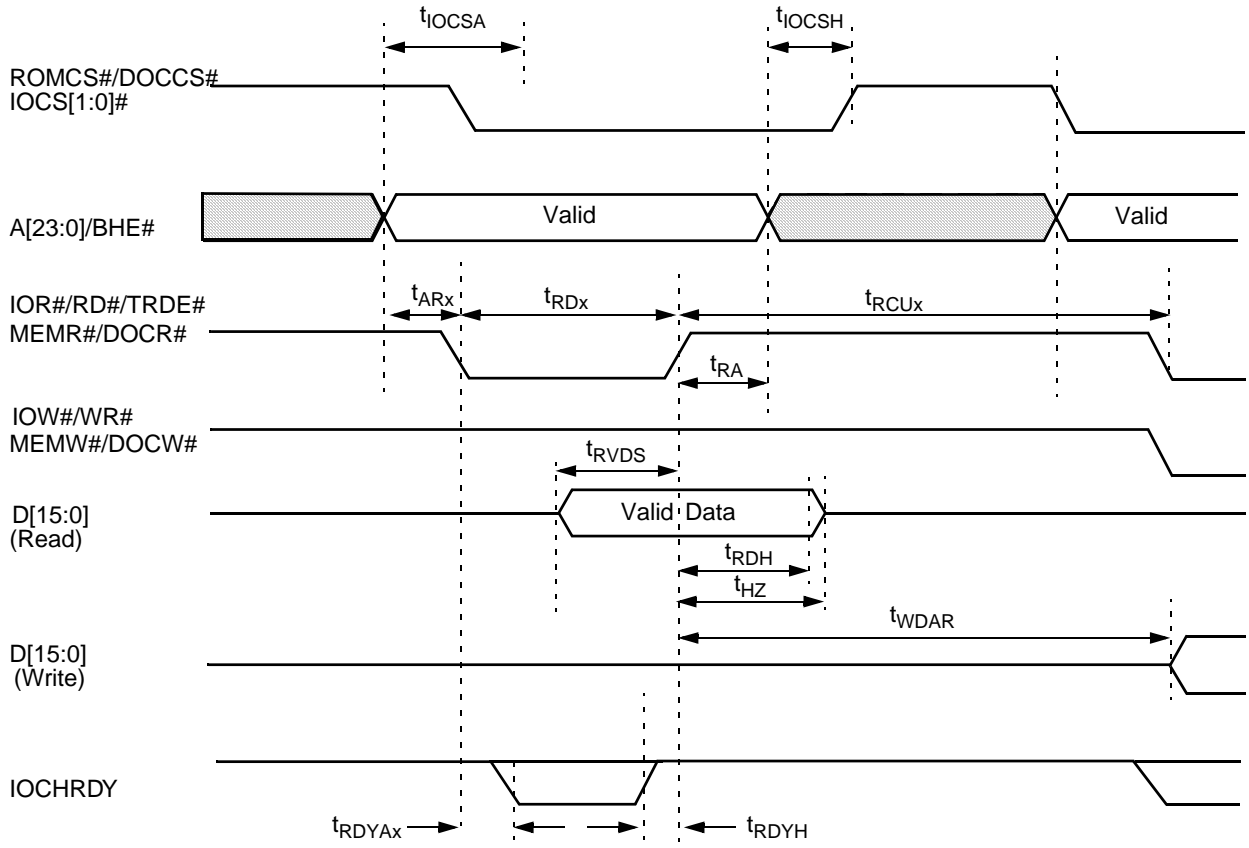 tIOCSA
tIOCSH
ROMCS#/DOCCS#
IOCS[1:0]#
A[23:0]/BHE#
Valid
Valid
IOR#/RD#/TRDE#
MEMR#/DOCR#
tARx
tRDx
tRCUx
tRA
IOW#/WR#
MEMW#/DOCW#
tRVDS
D[15:0]
(Read)
Valid Data
tRDH
tHZ
tWDAR
D[15:0]
(Write)
IOCHRDY
tRDYAx
tRDYH